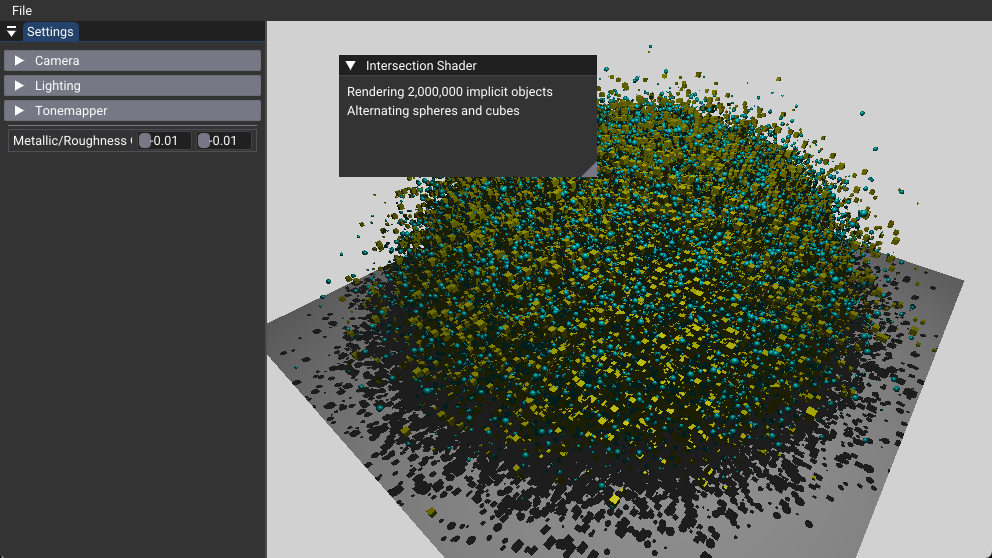 File
Settings
Camera
Lighting
Tonemapper
Metallic/Roughness
-0.01
-0.01
Intersection Shader
Rendering 2,000,000 implicit objects
Alternating spheres and cubes